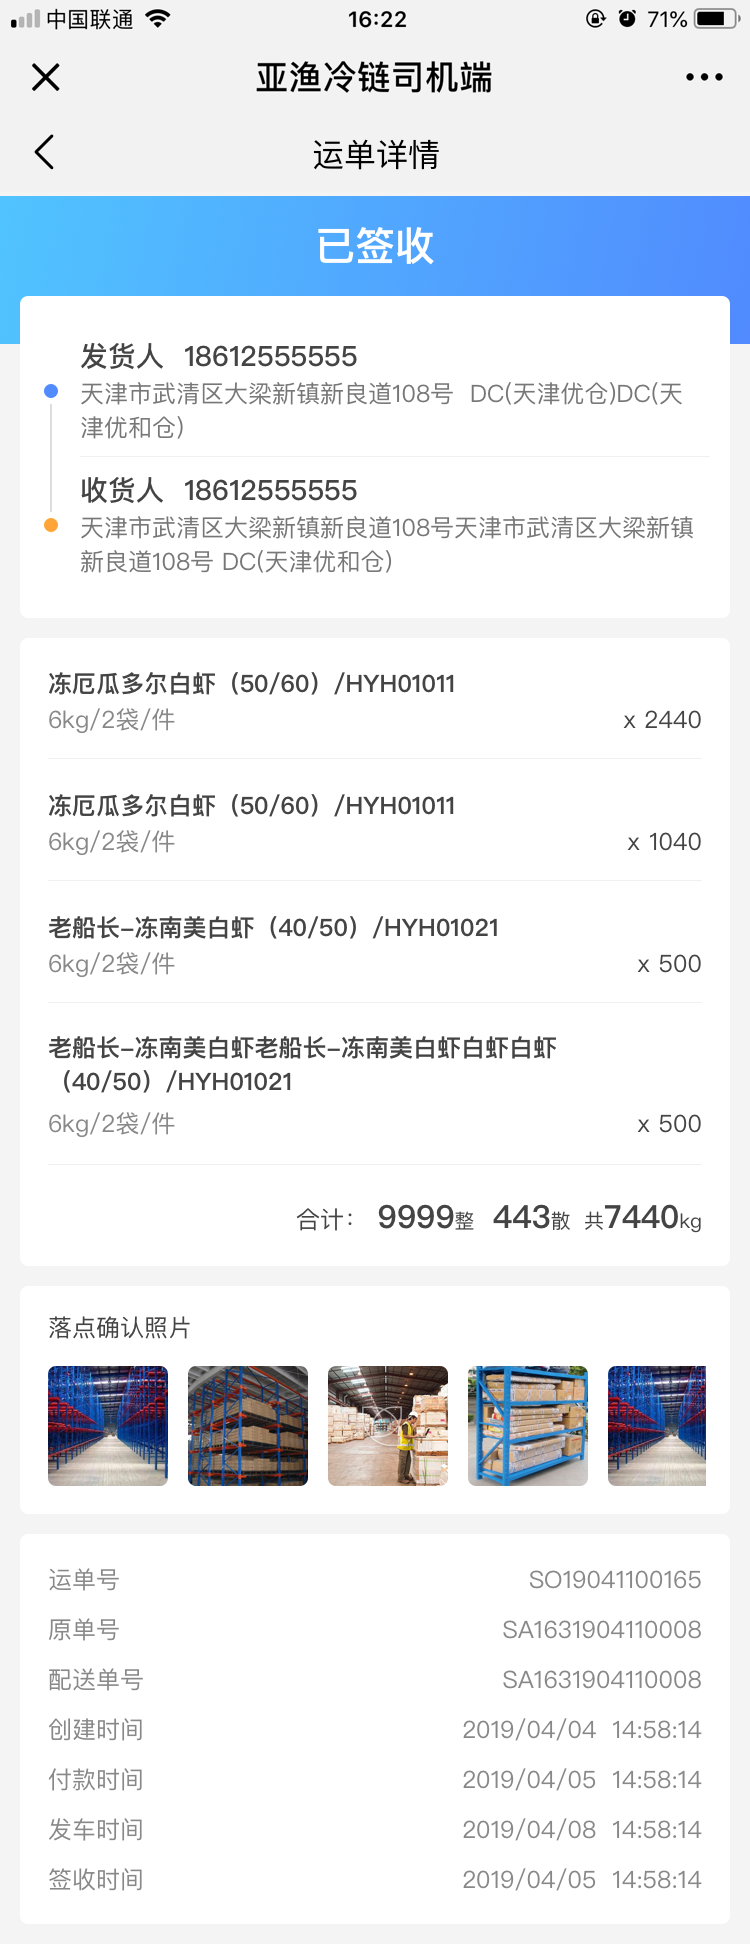 中国联通 16:22 71%
亚渔冷链司机端
运单详情
已签收
发货人 18612555555
天津市武清区大梁新镇新良道108号 DC(天津优仓)DC(天
津优和仓)
收货人 18612555555
天津市武清区大梁新镇新良道108号天津市武清区大梁新镇
新良道108号 DC(天津优和仓)
冻厄瓜多尔白虾（50/60）/HYH01011
6kg/2袋/件 x 2440
冻厄瓜多尔白虾（50/60）/HYH01011
6kg/2袋/件 x 1040
老船长-冻南美白虾（40/50）/HYH01021
6kg/2袋/件 x 500
老船长-冻南美白虾老船长-冻南美白虾白虾白虾
（40/50）/HYH01021
6kg/2袋/件 x 500
合计： 9999整 443散 共7440kg
落点确认照片
运单号 SO19041100165
原单号 SA1631904110008
配送单号 SA1631904110008
创建时间 2019/04/04 14:58:14
付款时间 2019/04/05 14:58:14
发车时间 2019/04/08 14:58:14
签收时间 2019/04/05 14:58:14